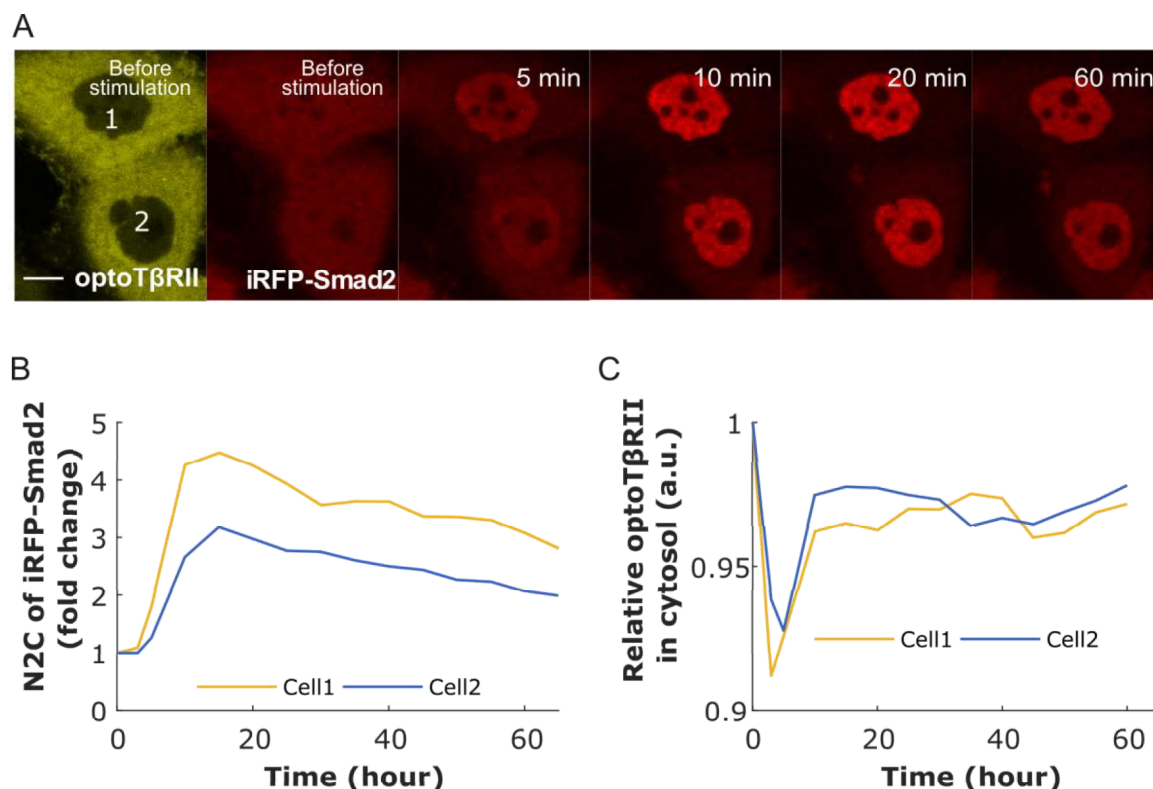 A
Before
stimulation
1
2
optoTβRII
Before
stimulation
iRFP-Smad2
5 min
10 min
20 min
60 min
B
N2C of iRFP-Smad2
(fold change)
5
4
3
2
1
0
Cell1
Cell2
0
20
40
60
Time (hour)
C
Relative optoTβRII
in cytosol (a.u.)
1
0.95
0.9
Cell1
Cell2
0
20
40
60
Time (hour)